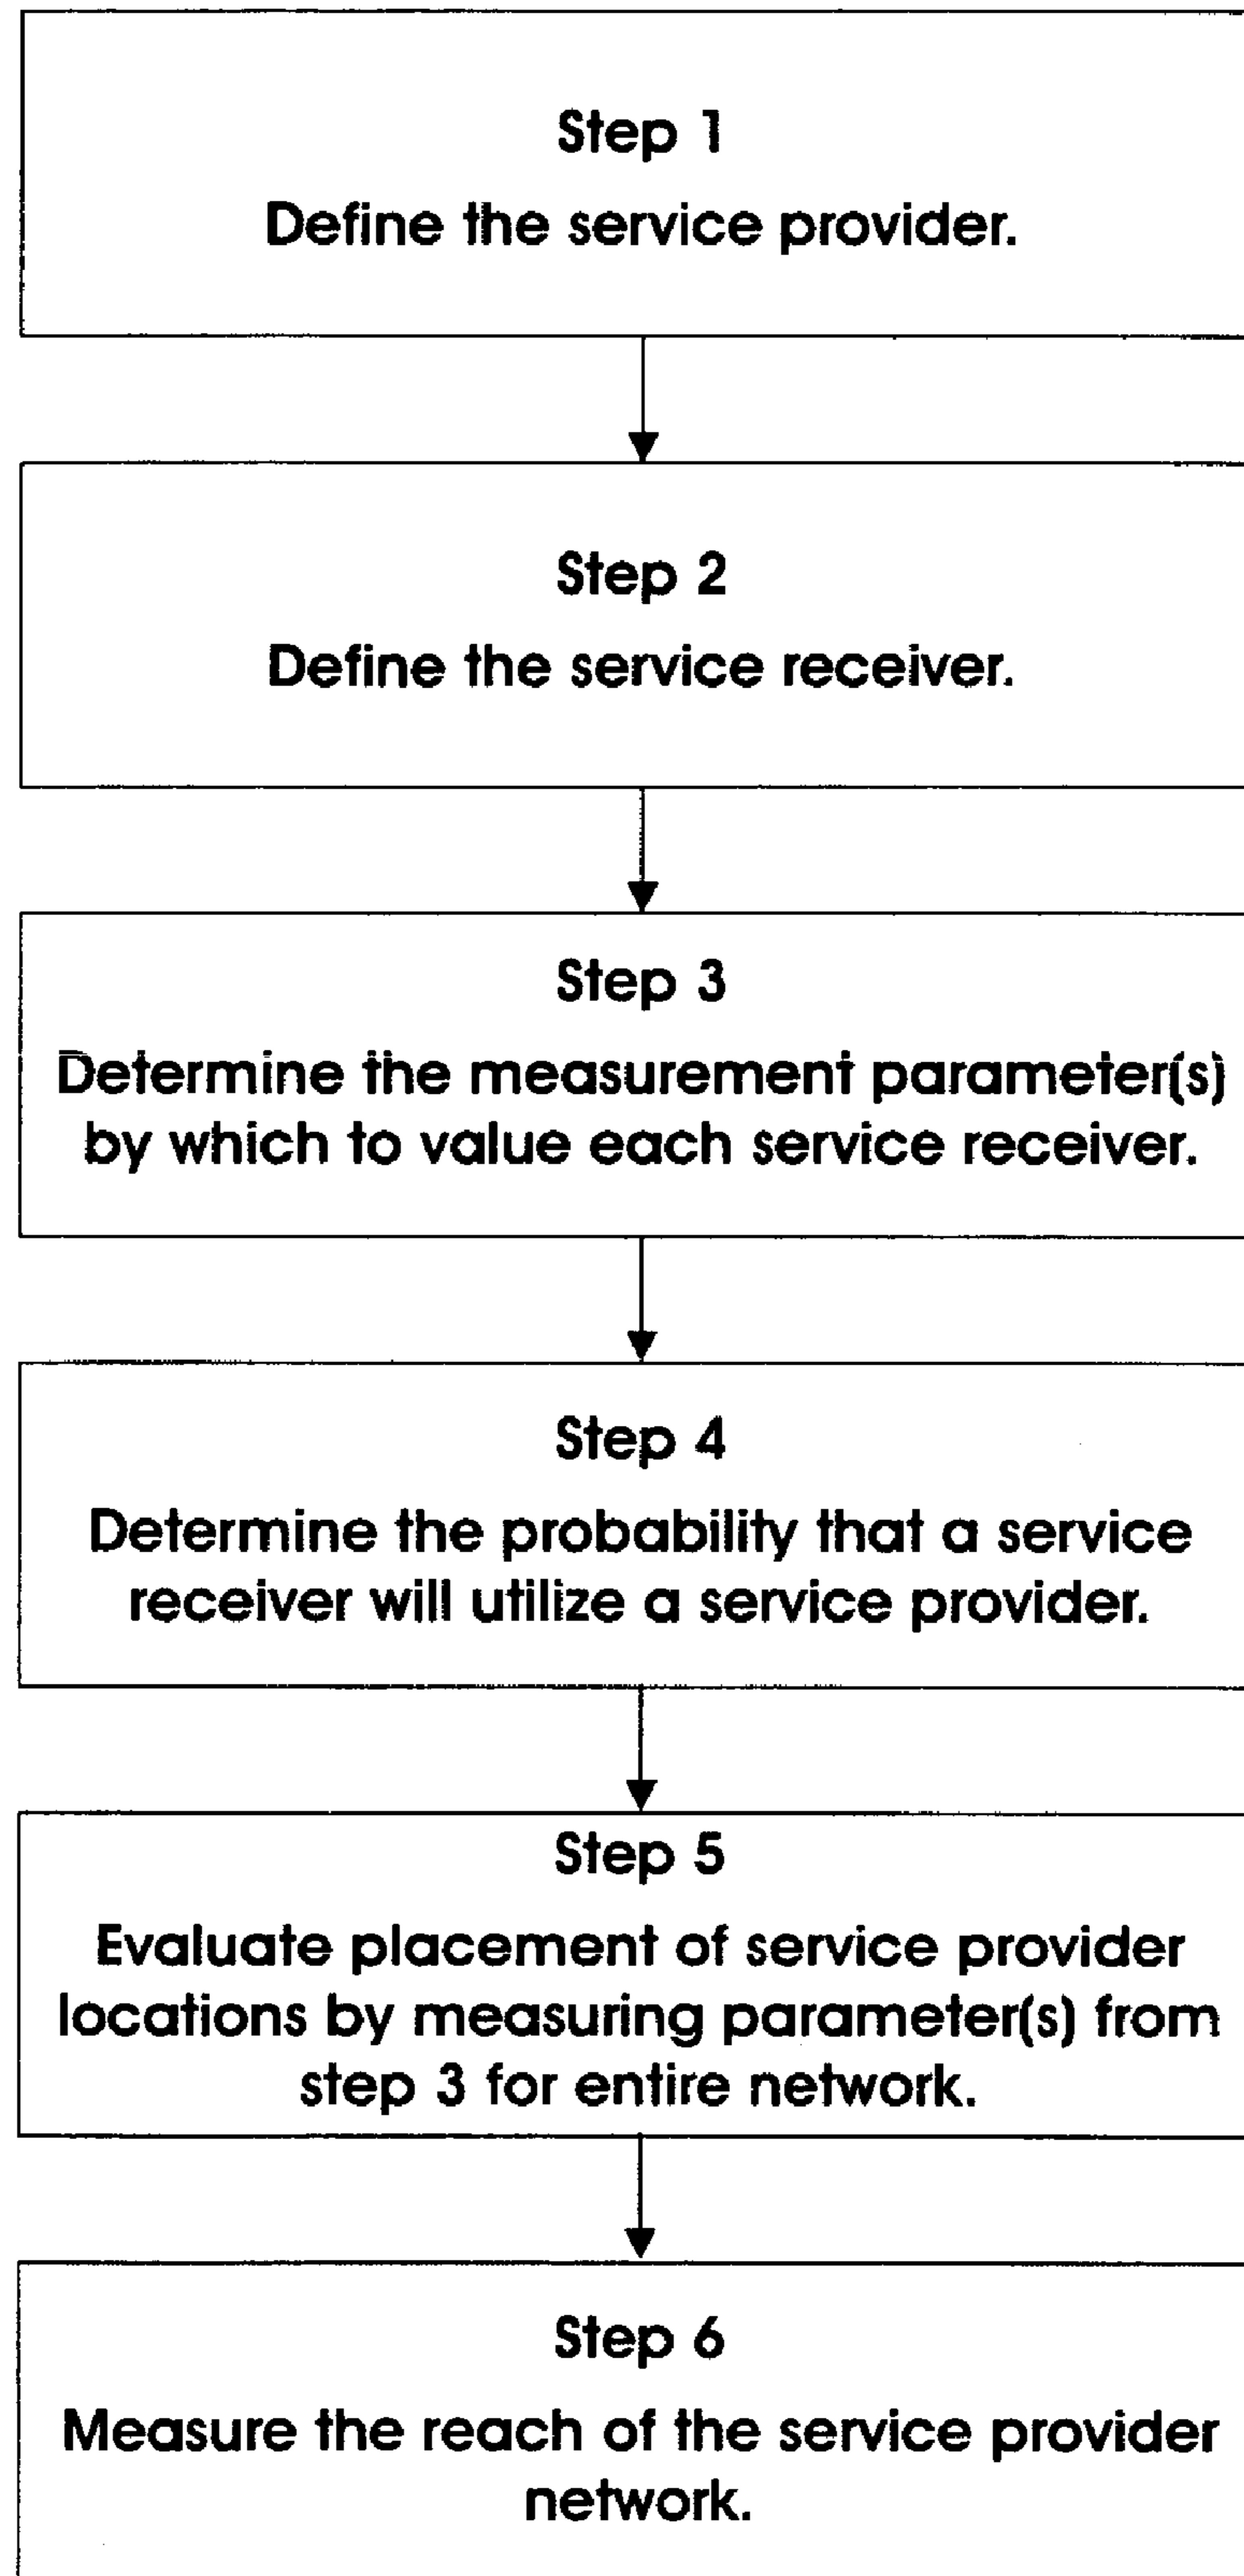 Step 1
Define the service provider.
Step 2
Define the service receiver.
Step 3
Determine the measurement parameter(s)
by which to value each service receiver.
Step 4
Determine the probability that a service
receiver will utilize a service provider.
Step 5
Evaluate placement of service provider
locations by measuring parameter(s) from
step 3 for entire network.
Step 6
Measure the reach of the service provider
network.